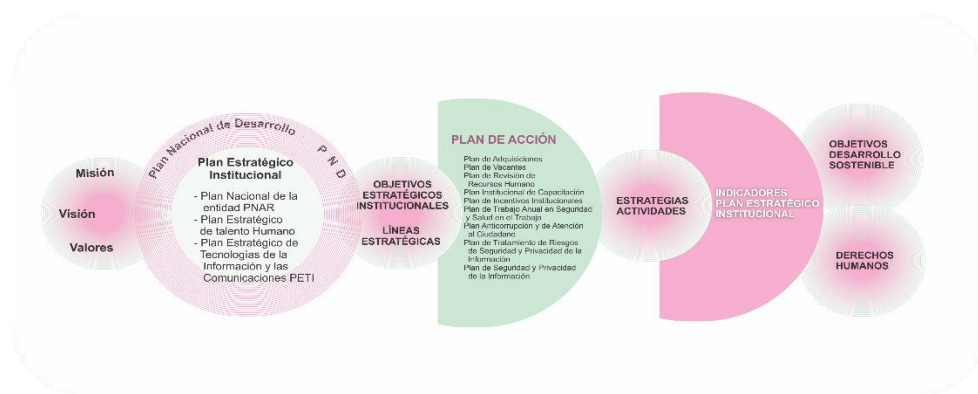 Misión
Visión
Valores
Plan Nacional de Desarrollo P N D
Plan Estratégico
Institucional
- Plan Nacional de la
entidad PNAR
- Plan Estratégico
de talento Humano
- Plan Estratégico de
Tecnologías de la
Información y las
Comunicaciones PETI
OBJETIVOS
ESTRATÉGICOS
INSTITUCIONALES
LÍNEAS
ESTRATÉGICAS
PLAN DE ACCIÓN
Plan de Adquisiciones
Plan de Vacantes
Plan de Revisión de
Recursos Humano
Plan Institucional de Capacitación
Plan de Incentivos Institucionales
Plan de Trabajo Anual en Seguridad
y Salud en el Trabajo
Plan Anticorrupción y de Atención
al Ciudadano
Plan de Tratamiento de Riesgos
de Seguridad y Privacidad de la
Información
Plan de Seguridad y Privacidad
de la Información
ESTRATEGIAS
ACTIVIDADES
INDICADORES
PLAN ESTRATÉGICO
INSTITUCIONAL
OBJETIVOS
DESARROLLO
SOSTENIBLE
DERECHOS
HUMANOS